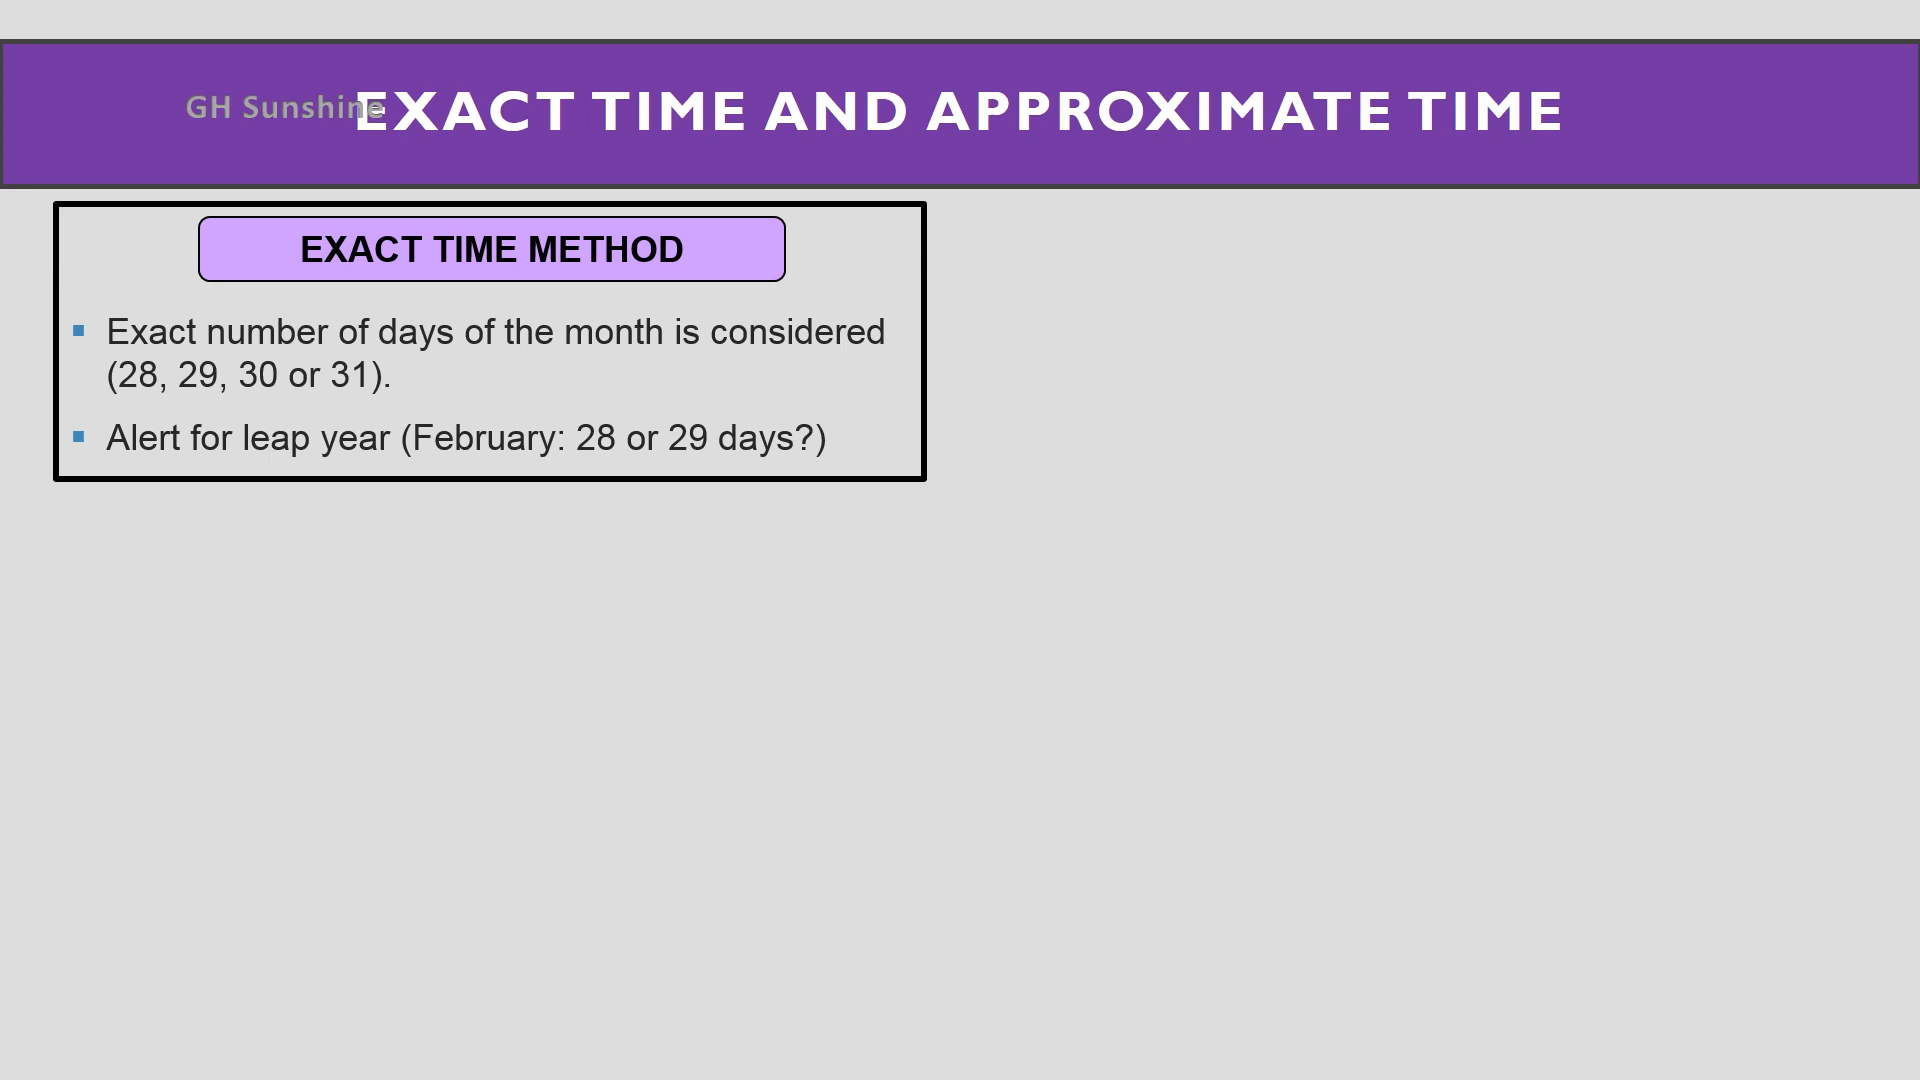 GH Sunshine
EXACT TIME AND APPROXIMATE TIME
EXACT TIME METHOD
▪ Exact number of days of the month is considered
(28, 29, 30 or 31).
▪ Alert for leap year (February: 28 or 29 days?)